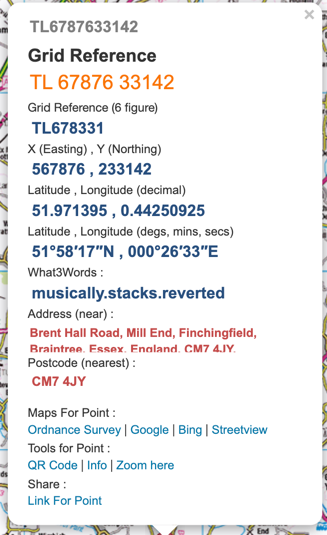 TL6787633142
×
Grid Reference
TL 67876 33142
Grid Reference (6 figure)
TL678331
X (Easting) , Y (Northing)
567876 , 233142
Latitude , Longitude (decimal)
51.971395 , 0.44250925
Latitude , Longitude (degs, mins, secs)
51°58′17″N , 000°26′33″E
What3Words :
musically.stacks.reverted
Address (near) :
Brent Hall Road, Mill End, Finchingfield,
Braintree, Essex, England, CM7 4JY,
Postcode (nearest) :
CM7 4JY
Maps For Point :
Ordnance Survey | Google | Bing | Streetview
Tools for Point :
QR Code | Info | Zoom here
Share :
Link For Point
End